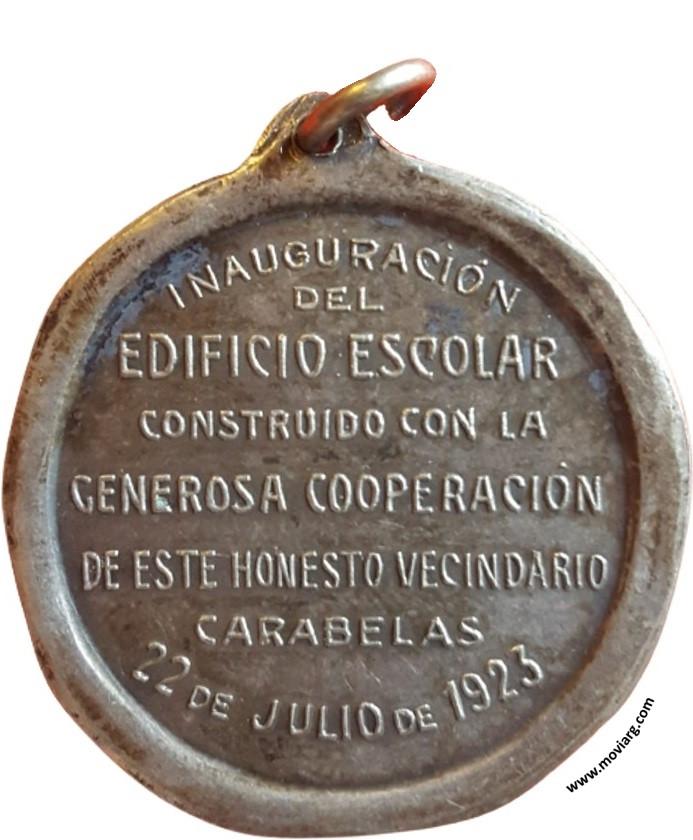 INAUGURACIÓN
DEL
EDIFICIO ESCOLAR
CONSTRUIDO CON LA
GENEROSA COOPERACIÓN
DE ESTE HONESTO VECINDARIO
CARABELAS
22 DE JULIO DE 1923
www.moviarg.com